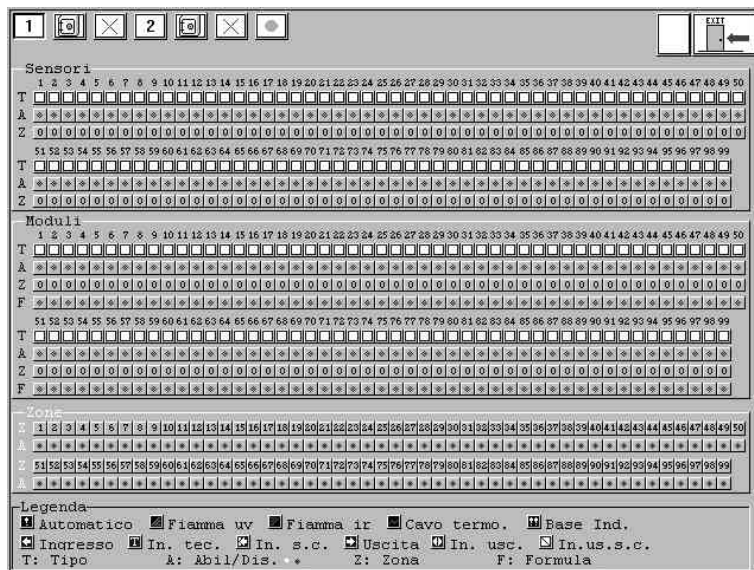 1 2 EXIT
Sensori
1 2 3 4 5 6 7 8 9 10 11 12 13 14 15 16 17 18 19 20 21 22 23 24 25 26 27 28 29 30 31 32 33 34 35 36 37 38 39 40 41 42 43 44 45 46 47 48 49 50
T
A
Z 0 0 0 0 0 0 0 0 0 0 0 0 0 0 0 0 0 0 0 0 0 0 0 0 0 0 0 0 0 0 0 0 0 0 0 0 0 0 0 0 0 0 0 0 0 0 0 0 0 0
51 52 53 54 55 56 57 58 59 60 61 62 63 64 65 66 67 68 69 70 71 72 73 74 75 76 77 78 79 80 81 82 83 84 85 86 87 88 89 90 91 92 93 94 95 96 97 98 99
T
A
Z 0 0 0 0 0 0 0 0 0 0 0 0 0 0 0 0 0 0 0 0 0 0 0 0 0 0 0 0 0 0 0 0 0 0 0 0 0 0 0 0 0 0 0 0 0 0 0 0 0
Moduli
1 2 3 4 5 6 7 8 9 10 11 12 13 14 15 16 17 18 19 20 21 22 23 24 25 26 27 28 29 30 31 32 33 34 35 36 37 38 39 40 41 42 43 44 45 46 47 48 49 50
T
A
Z 0 0 0 0 0 0 0 0 0 0 0 0 0 0 0 0 0 0 0 0 0 0 0 0 0 0 0 0 0 0 0 0 0 0 0 0 0 0 0 0 0 0 0 0 0 0 0 0 0 0
F
51 52 53 54 55 56 57 58 59 60 61 62 63 64 65 66 67 68 69 70 71 72 73 74 75 76 77 78 79 80 81 82 83 84 85 86 87 88 89 90 91 92 93 94 95 96 97 98 99
T
A
Z 0 0 0 0 0 0 0 0 0 0 0 0 0 0 0 0 0 0 0 0 0 0 0 0 0 0 0 0 0 0 0 0 0 0 0 0 0 0 0 0 0 0 0 0 0 0 0 0 0
F
Zone
Z 1 2 3 4 5 6 7 8 9 10 11 12 13 14 15 16 17 18 19 20 21 22 23 24 25 26 27 28 29 30 31 32 33 34 35 36 37 38 39 40 41 42 43 44 45 46 47 48 49 50
A
Z 51 52 53 54 55 56 57 58 59 60 61 62 63 64 65 66 67 68 69 70 71 72 73 74 75 76 77 78 79 80 81 82 83 84 85 86 87 88 89 90 91 92 93 94 95 96 97 98 99
A
Legenda
Automatico Fiamma uv Fiamma ir Cavo termo. Base Ind.
Ingresso In. tec. In. s.c. Uscita In. usc. In.us.s.c.
T: Tipo A: Abil/Dis. Z: Zona F: Formula